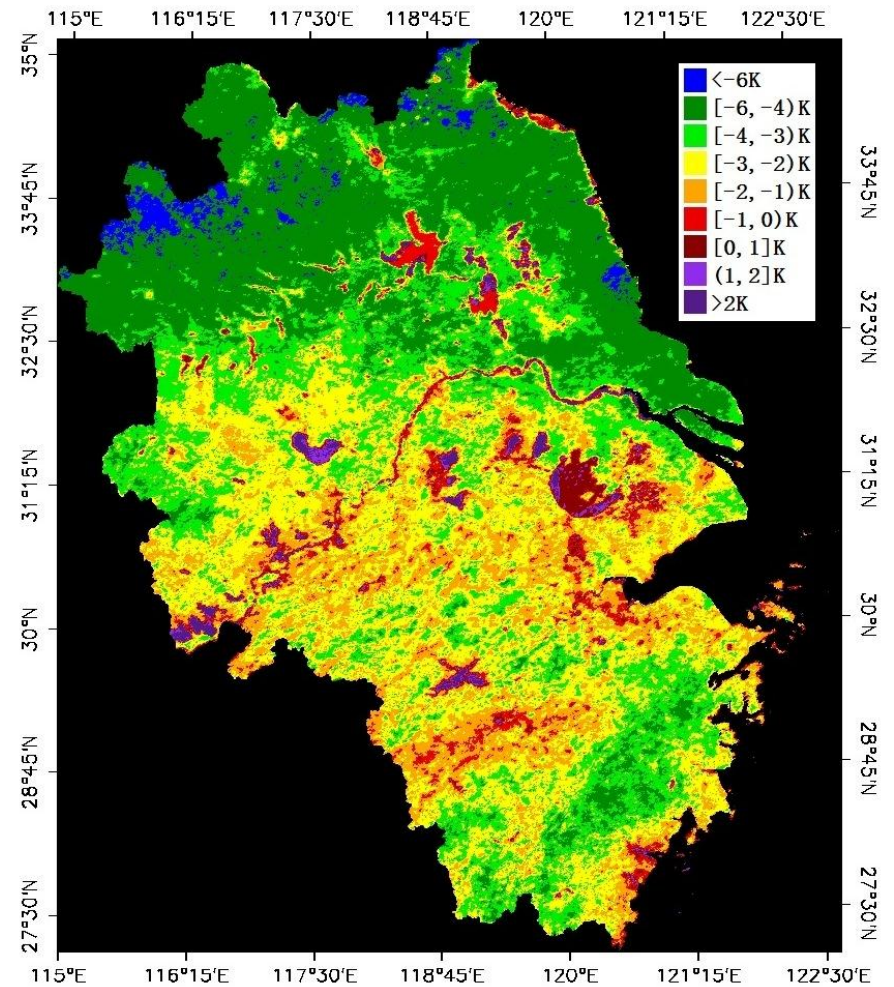 115°E 116°15′E 117°30′E 118°45′E 120°E 121°15′E 122°30′E
35°N
33°45′N
32°30′N
31°15′N
30°N
28°45′N
27°30′N
<-6K
[-6,-4)K
[-4,-3)K
[-3,-2)K
[-2,-1)K
[-1,0)K
[0,1]K
(1,2]K
>2K
33°45′N
32°30′N
31°15′N
30°N
28°45′N
27°30′N
115°E 116°15′E 117°30′E 118°45′E 120°E 121°15′E 122°30′E